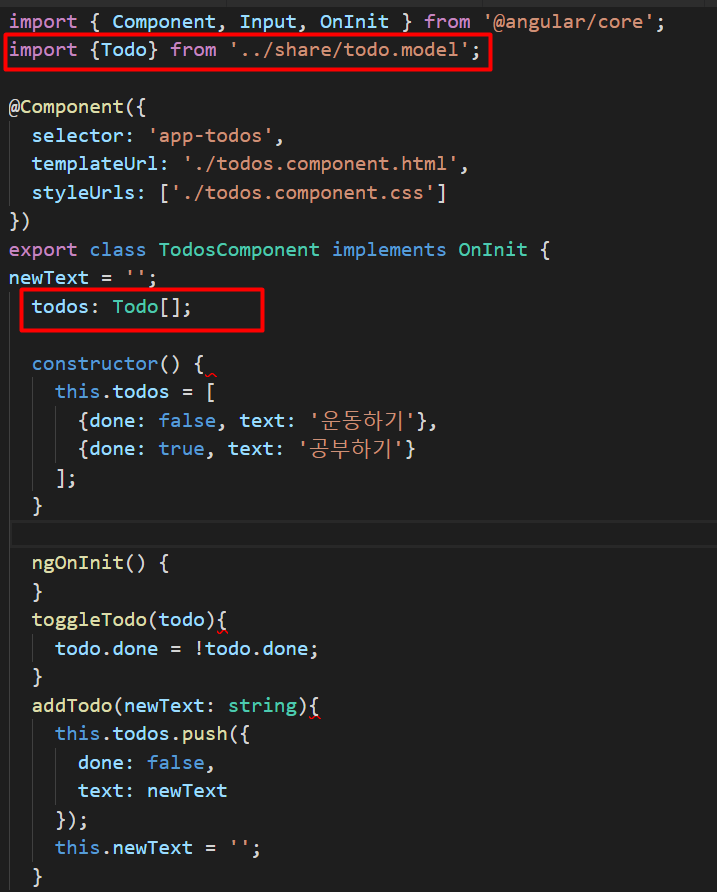 import { Component, Input, OnInit } from '@angular/core';
import {Todo} from '../share/todo.model';
@Component({
  selector: 'app-todos',
  templateUrl: './todos.component.html',
  styleUrls: ['./todos.component.css']
})
export class TodosComponent implements OnInit {
newText = '';
  todos: Todo[];
  constructor() {
    this.todos = [
      {done: false, text: '운동하기'},
      {done: true, text: '공부하기'}
    ];
  }
  ngOnInit() {
  }
  toggleTodo(todo){
    todo.done = !todo.done;
  }
  addTodo(newText: string){
    this.todos.push({
      done: false,
      text: newText
    });
    this.newText = '';
  }